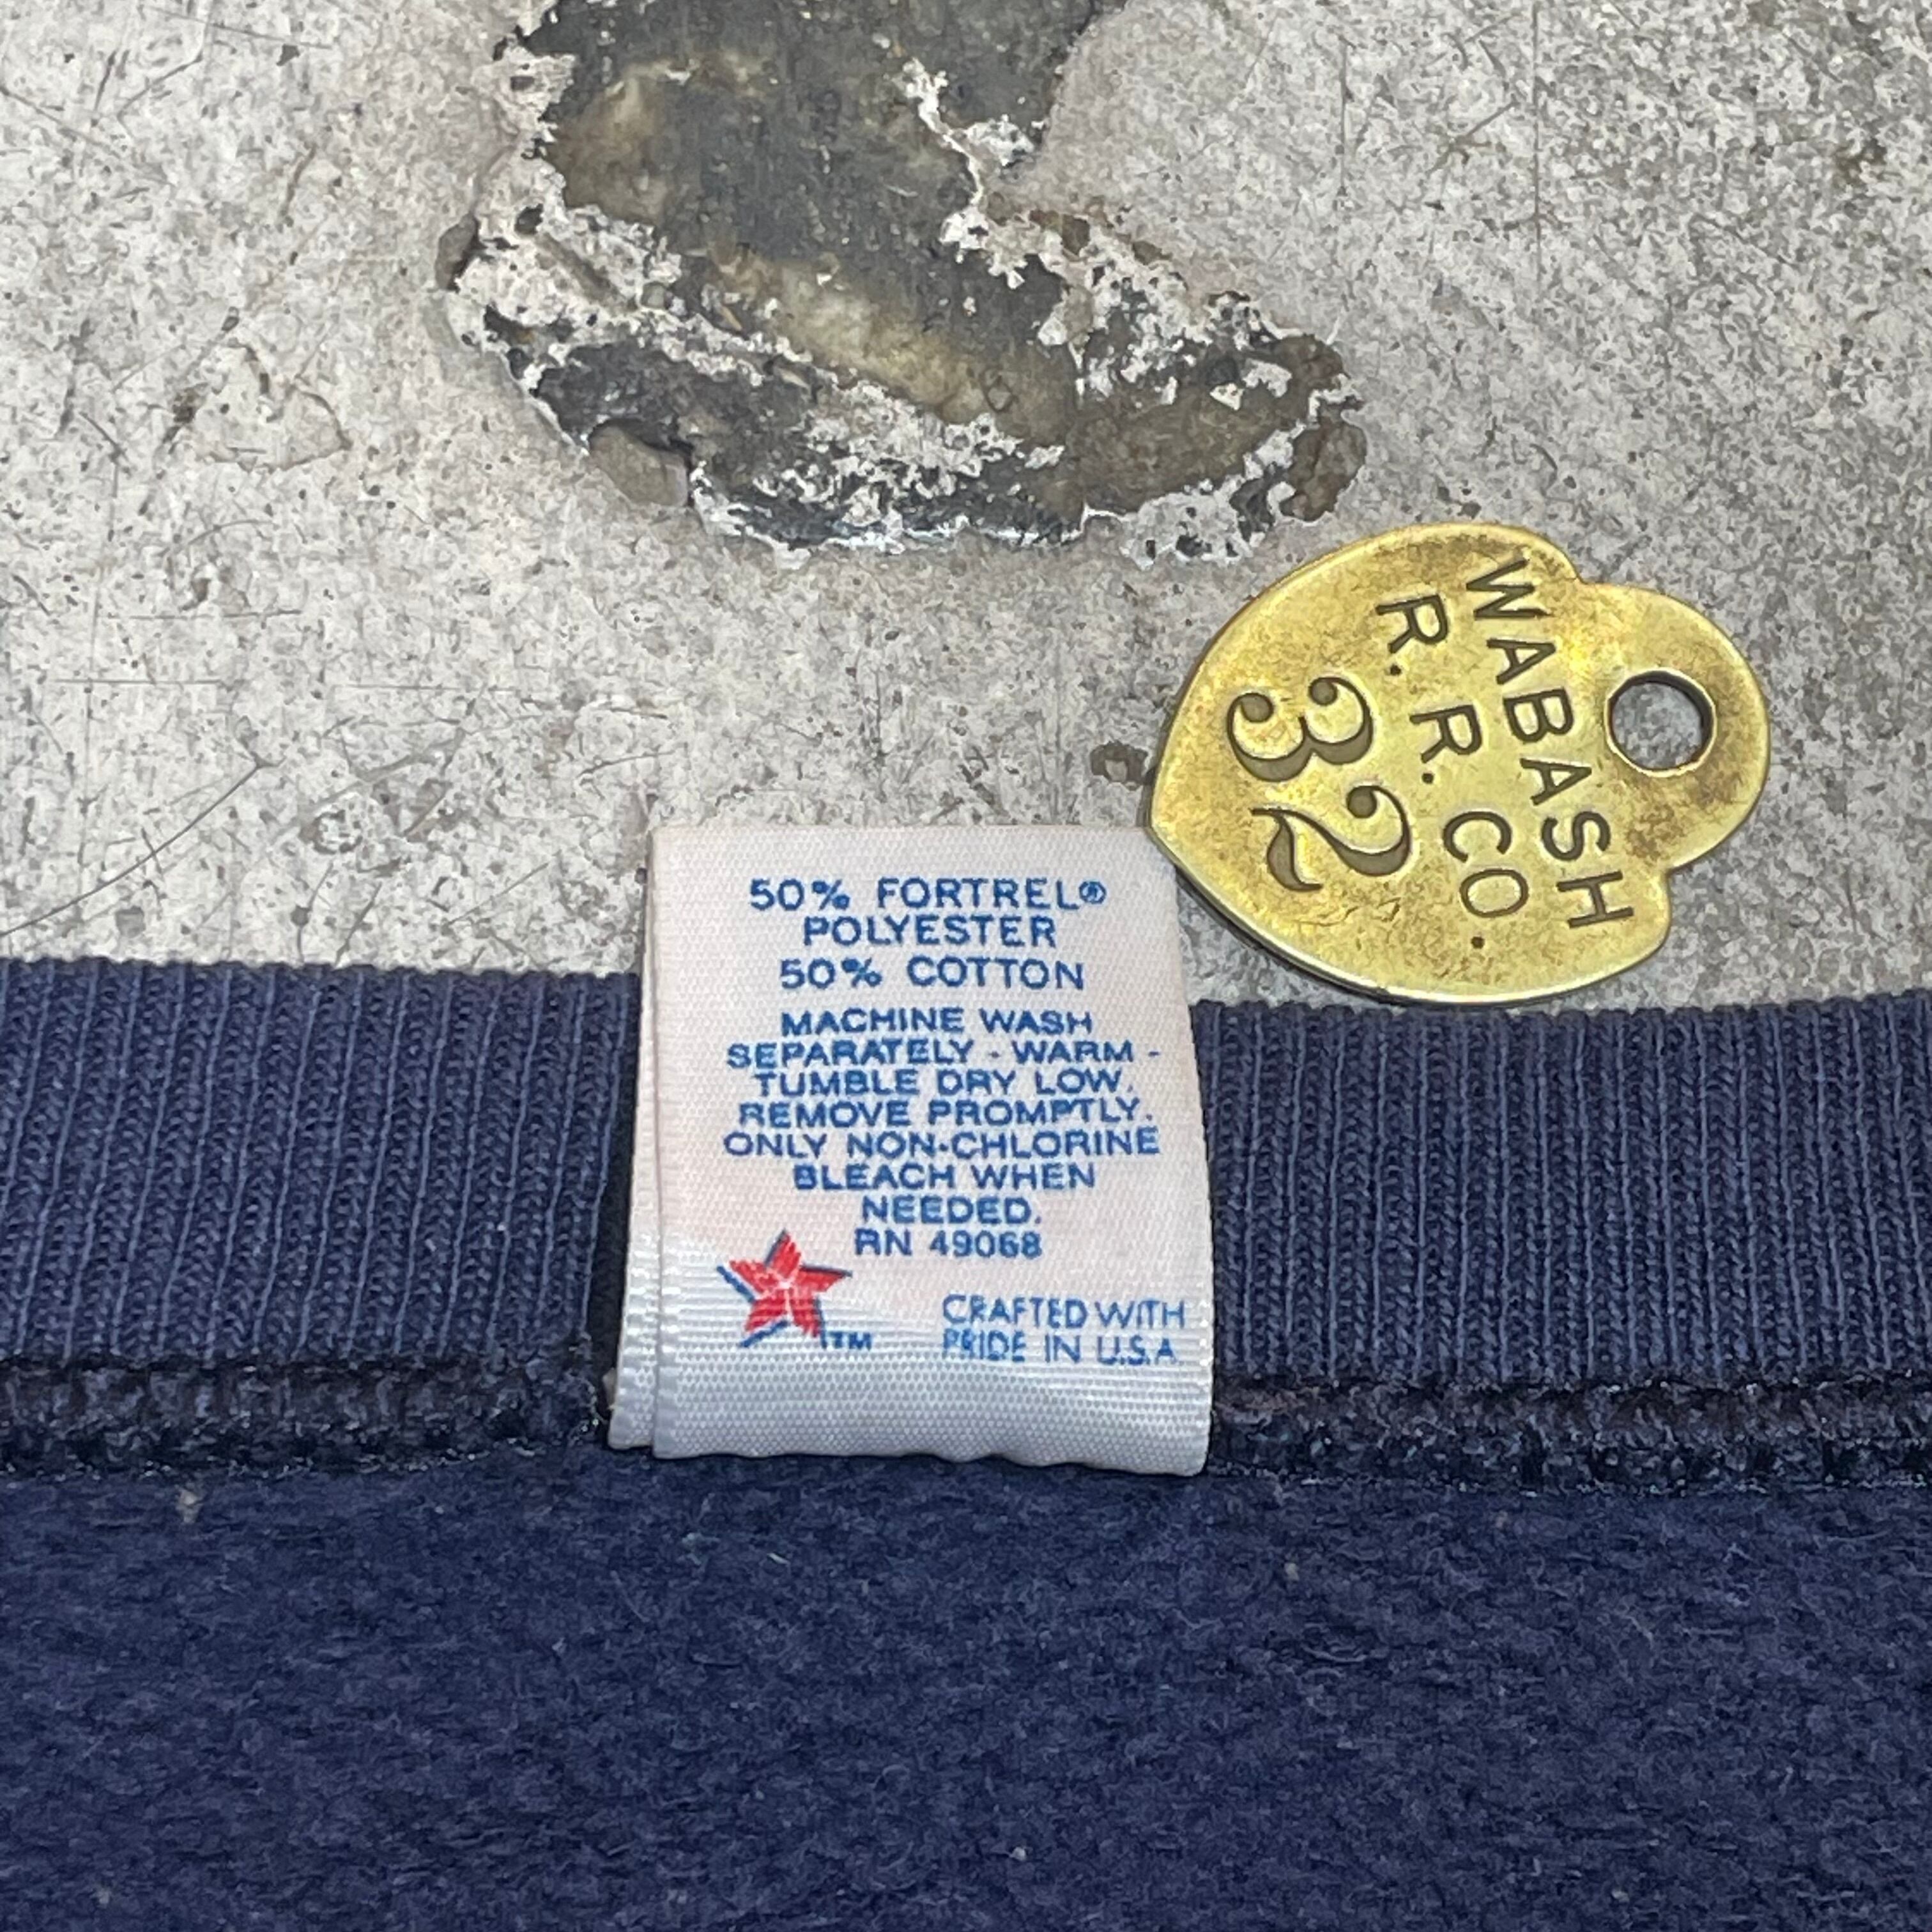 WABASH
R. R. CO.
32
50% FORTREL®
POLYESTER
50% COTTON
MACHINE WASH
SEPARATELY - WARM -
TUMBLE DRY LOW.
REMOVE PROMPTLY.
ONLY NON-CHLORINE
BLEACH WHEN
NEEDED.
RN 49068
TM
CRAFTED WITH
PRIDE IN U.S.A